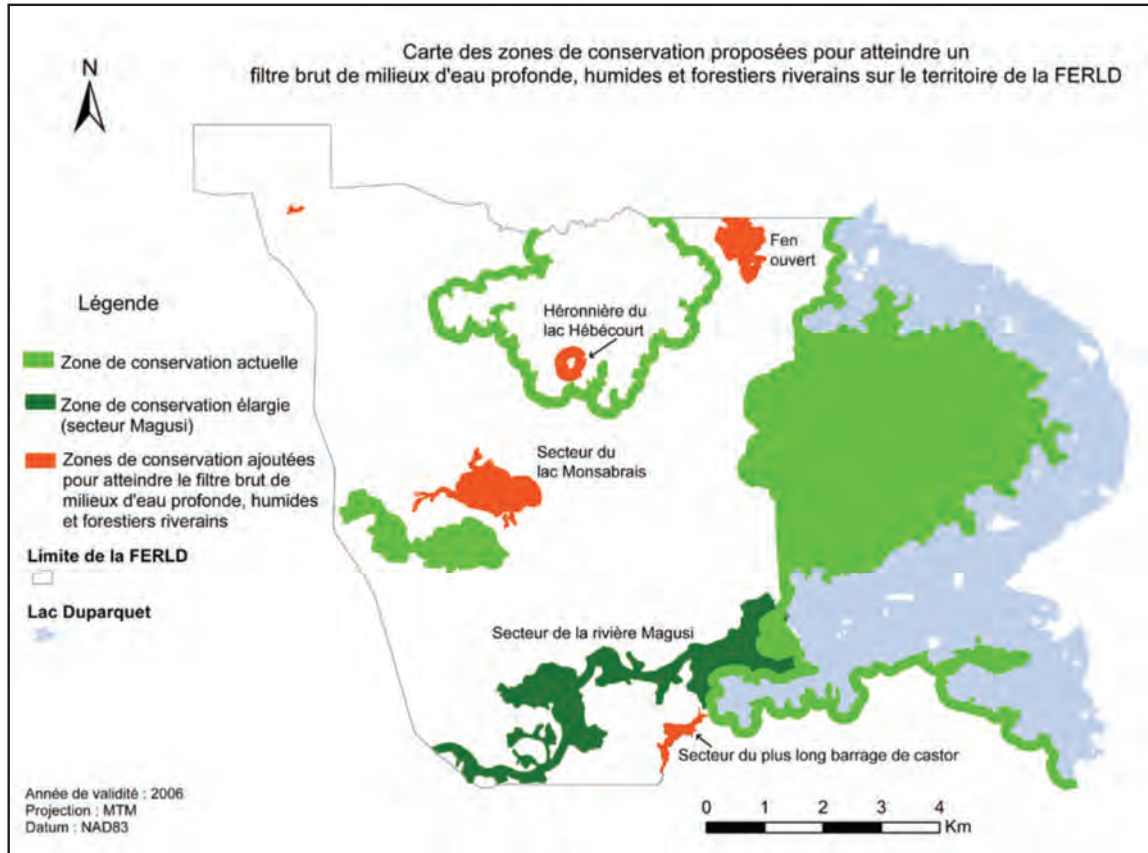 Carte des zones de conservation proposées pour atteindre un
filtre brut de milieux d'eau profonde, humides et forestiers riverains sur le territoire de la FERLD
N
Fen
ouvert
Héronnière du
lac Hébécourt
Légende
Zone de conservation actuelle
Zone de conservation élargie
(secteur Magusi)
Zones de conservation ajoutées
pour atteindre le filtre brut de
milieux d'eau profonde, humides
et forestiers riverains
Limite de la FERLD
Lac Duparquet
Secteur du
lac Monsabrais
Secteur de la rivière Magusi
Secteur du plus long barrage de castor
Année de validité : 2006
Projection : MTM
Datum : NAD83
0 1 2 3 4
Km